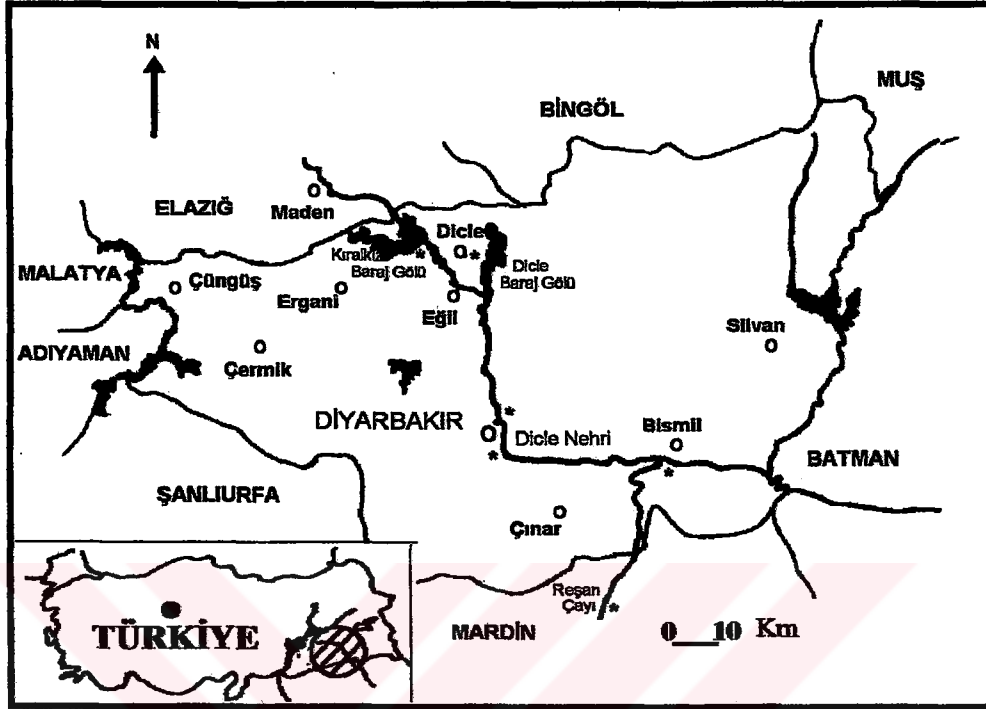 N
MUŞ
BİNGÖL
ELAZIĞ
Maden
Dicle
Kıralkızı
Baraj Gölü
Dicle
Baraj Gölü
MALATYA
Çüngüş
Ergani
Eğil
Silvan
ADIYAMAN
Çermik
DİYARBAKIR
Dicle Nehri
Bismil
BATMAN
ŞANLIURFA
Çınar
Reşan
Çayı
TÜRKİYE
MARDİN
0 10 Km